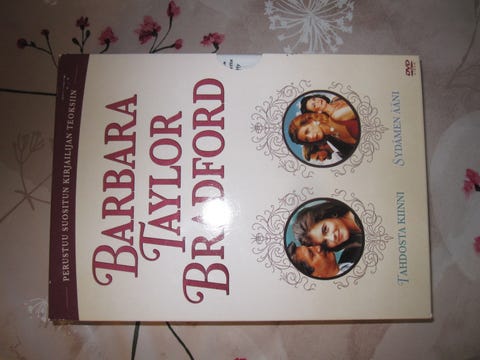 PERUSTUU SUOSITUN KIRJAILIJAN TEOKSIIN
BARBARA
TAYLOR
BRADFORD
TAHDOSTA KIINNI
SYDÄMEN ÄÄNI
DVD